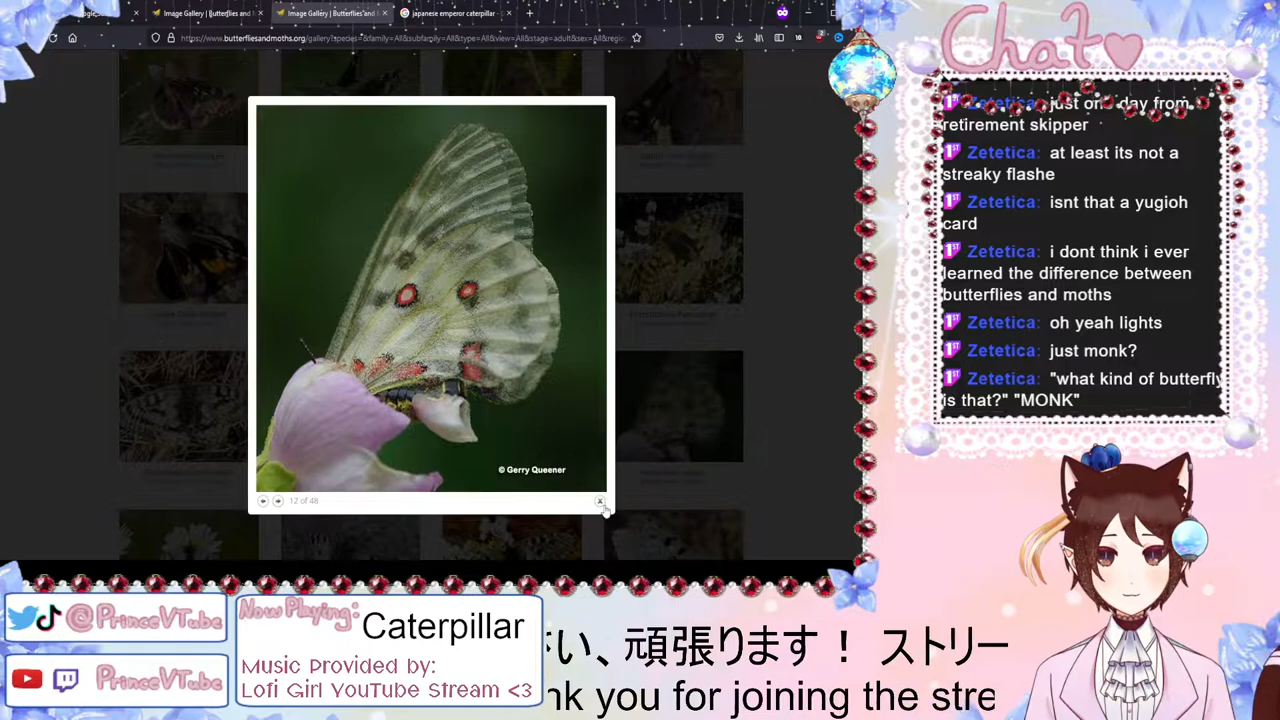 Image Gallery | Butterflies and
Image Gallery | Butterflies and
japanese emperor caterpillar -
https://www.butterfliesandmoths.org/gallery?species=&family=All&subfamily=All&type=All&view=All&stage=adult&sex=All&region
© Gerry Queener
12 of 48
Chat
Zetetica: just one day from
retirement skipper
Zetetica: at least its not a
streaky flashe
Zetetica: isnt that a yugioh
card
Zetetica: i dont think i ever
learned the difference between
butterflies and moths
Zetetica: oh yeah lights
Zetetica: just monk?
Zetetica: "what kind of butterfly
is that?" "MONK"
@PrinceVTube
PrinceVTube
Now Playing:
Caterpillar
Music Provided by:
Lofi Girl YouTube Stream <3
い、頑張ります！ ストリー
nk you for joining the stre